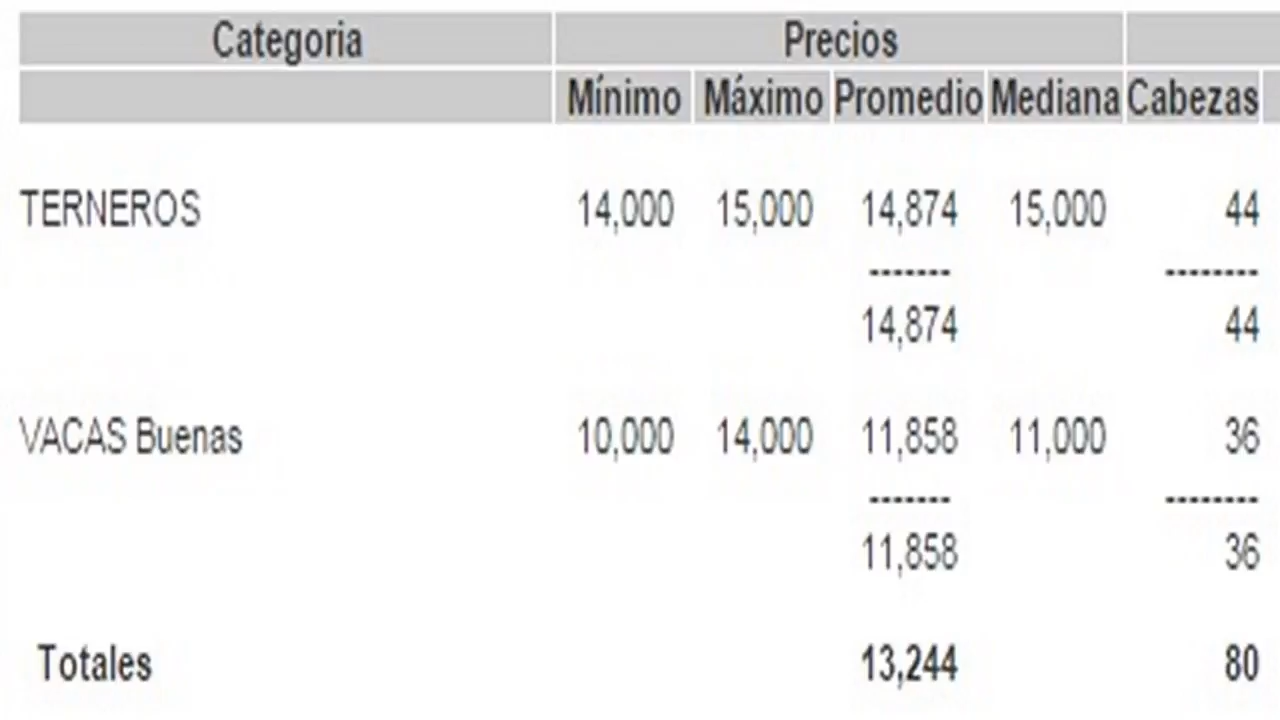 Categoria Precios
Mínimo Máximo Promedio Mediana Cabezas
TERNEROS 14,000 15,000 14,874 15,000 44
------- --------
14,874 44
VACAS Buenas 10,000 14,000 11,858 11,000 36
------- --------
11,858 36
Totales 13,244 80